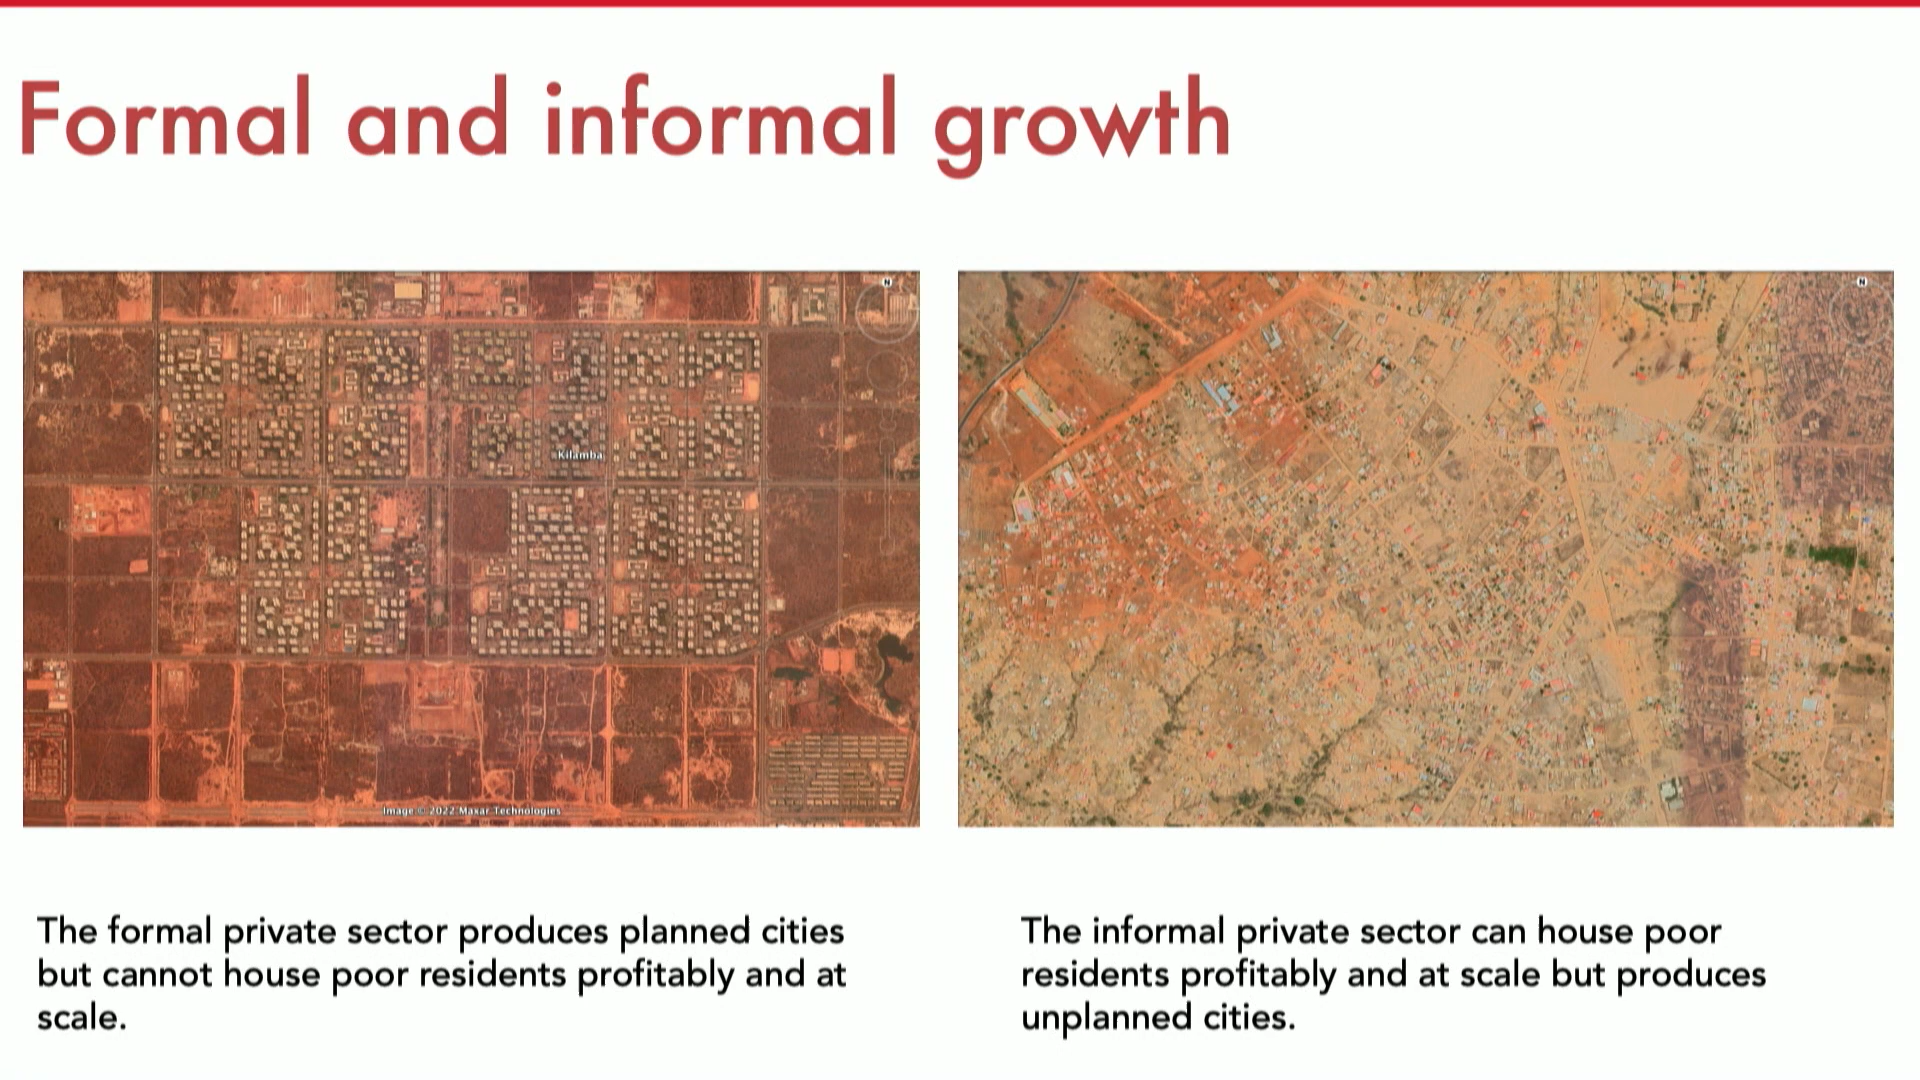 Formal and informal growth
N
N
Kilamba
Image © 2022 Maxar Technologies
The formal private sector produces planned cities
but cannot house poor residents profitably and at
scale.
The informal private sector can house poor
residents profitably and at scale but produces
unplanned cities.